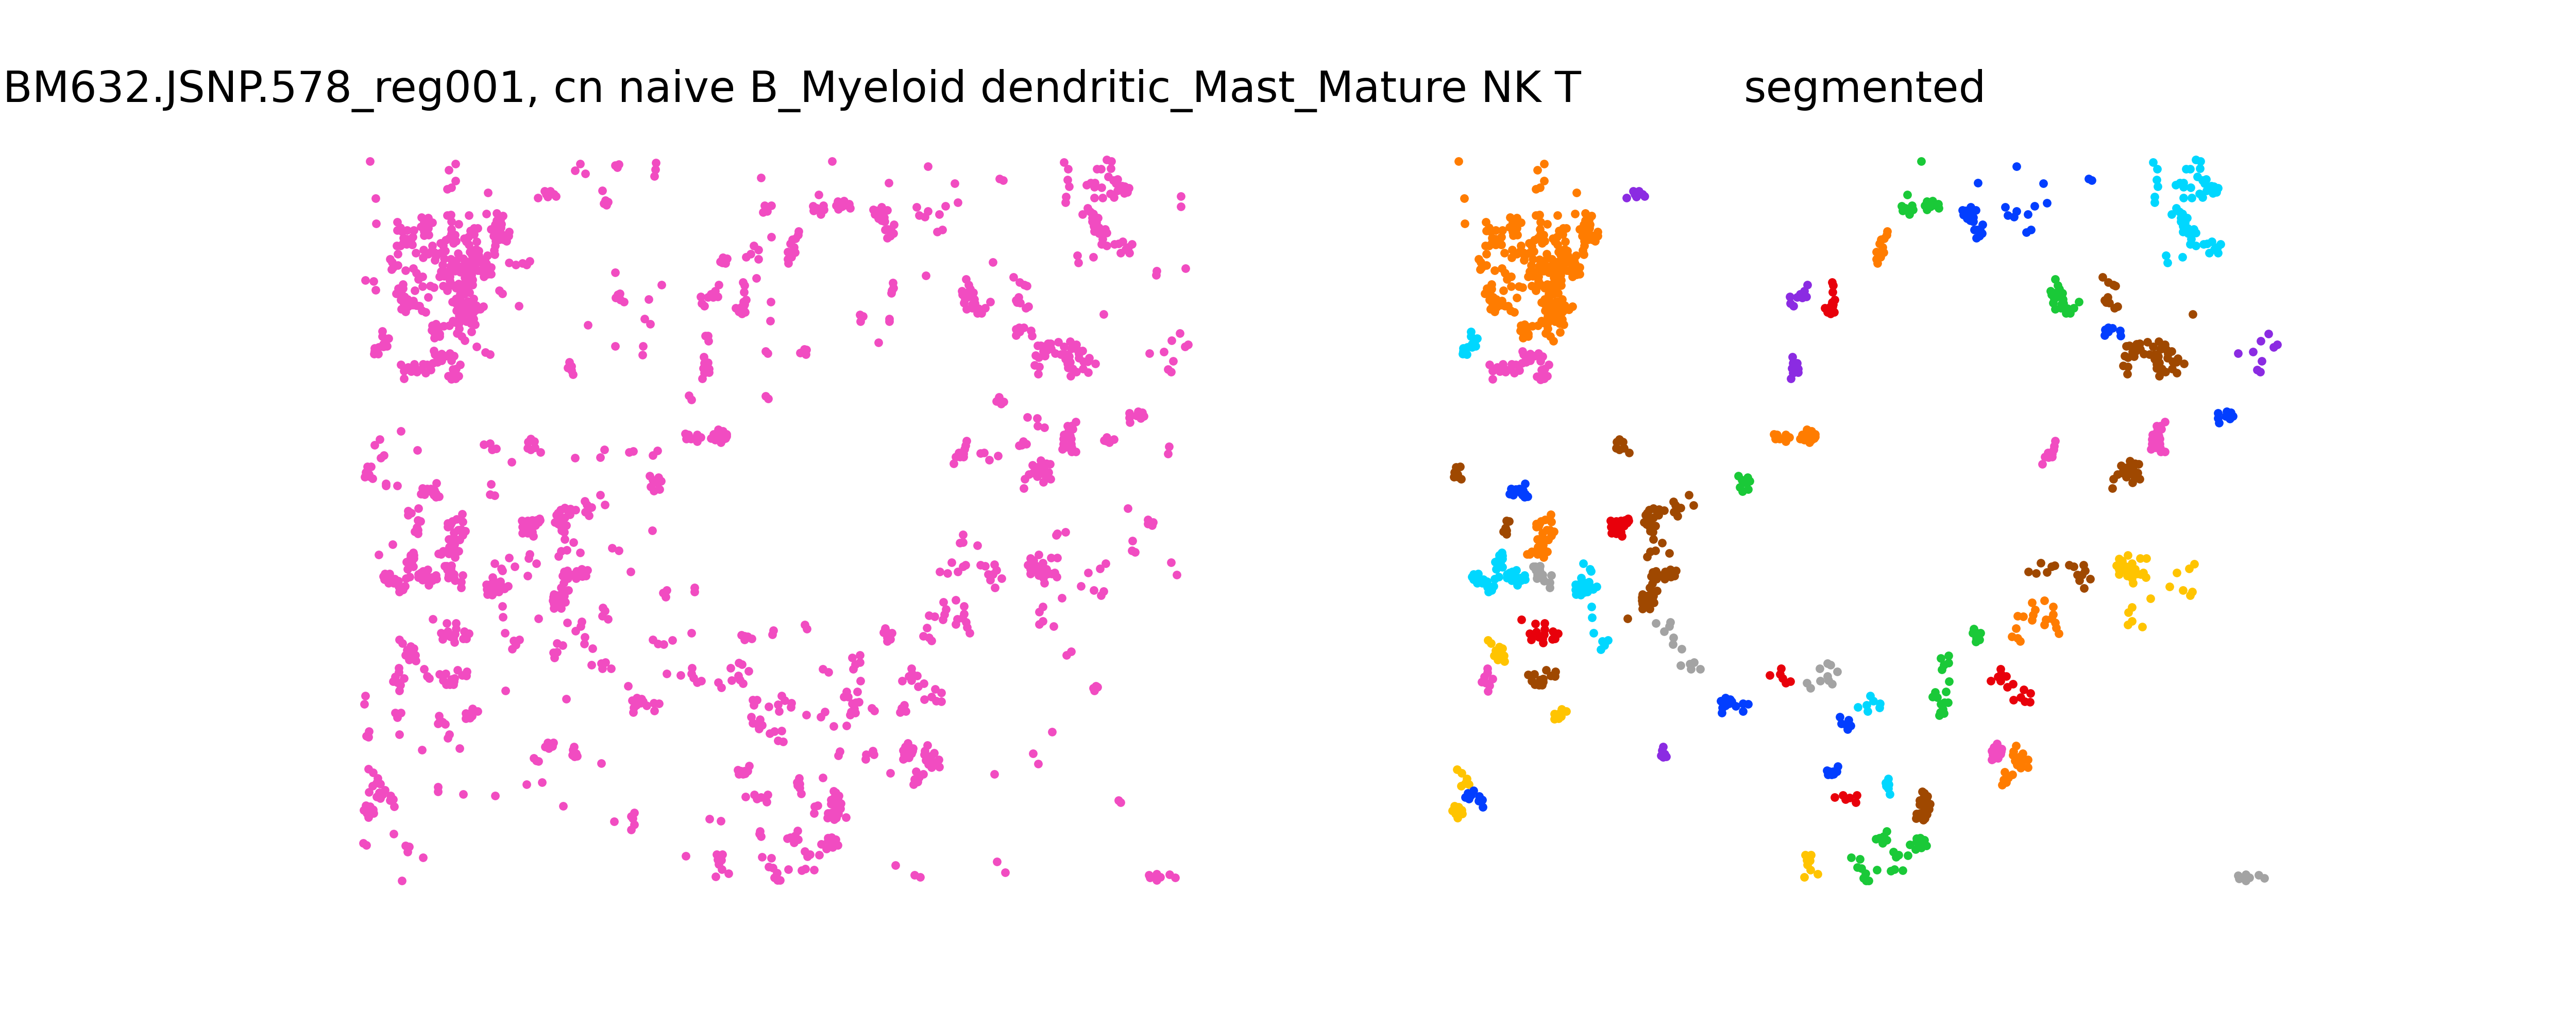 BM632.JSNP.578_reg001, cn naive B_Myeloid dendritic_Mast_Mature NK T
segmented